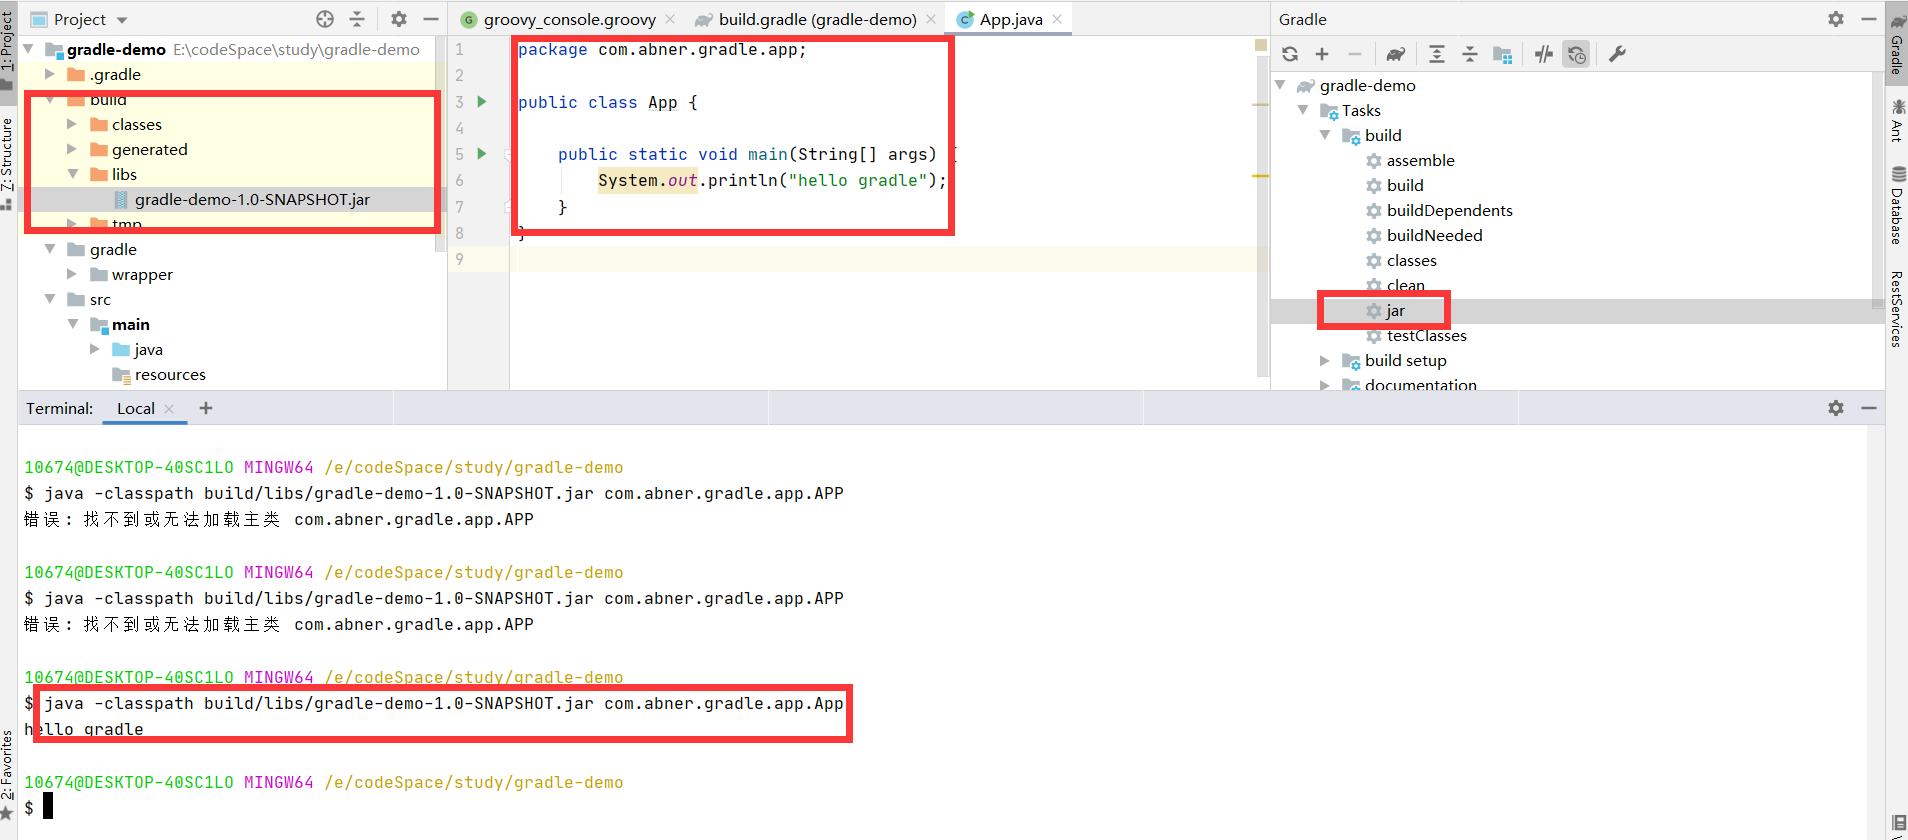 Project
groovy_console.groovy
build.gradle (gradle-demo)
App.java
Gradle
1: Project
7: Structure
2: Favorites
gradle-demo E:\codeSpace\study\gradle-demo
.gradle
build
classes
generated
libs
gradle-demo-1.0-SNAPSHOT.jar
tmp
gradle
wrapper
src
main
java
resources
1 package com.abner.gradle.app;
2
3 public class App {
4
5 public static void main(String[] args) {
6 System.out.println("hello gradle");
7 }
8 }
9
gradle-demo
Tasks
build
assemble
build
buildDependents
buildNeeded
classes
clean
jar
testClasses
build setup
documentation
Gradle
Ant
Database
RestServices
Terminal: Local
10674@DESKTOP-40SC1LO MINGW64 /e/codeSpace/study/gradle-demo
$ java -classpath build/libs/gradle-demo-1.0-SNAPSHOT.jar com.abner.gradle.app.APP
错误: 找不到或无法加载主类 com.abner.gradle.app.APP
10674@DESKTOP-40SC1LO MINGW64 /e/codeSpace/study/gradle-demo
$ java -classpath build/libs/gradle-demo-1.0-SNAPSHOT.jar com.abner.gradle.app.APP
错误: 找不到或无法加载主类 com.abner.gradle.app.APP
10674@DESKTOP-40SC1LO MINGW64 /e/codeSpace/study/gradle-demo
$ java -classpath build/libs/gradle-demo-1.0-SNAPSHOT.jar com.abner.gradle.app.App
hello gradle
10674@DESKTOP-40SC1LO MINGW64 /e/codeSpace/study/gradle-demo
$